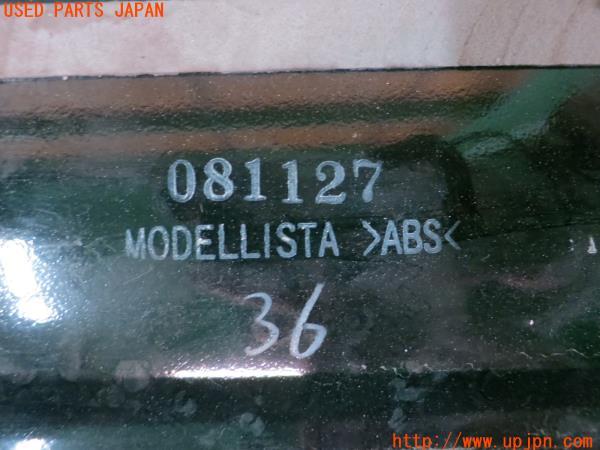 USED PARTS JAPAN
081127
MODELLISTA >ABS<
36
http://www.upjpn.com/